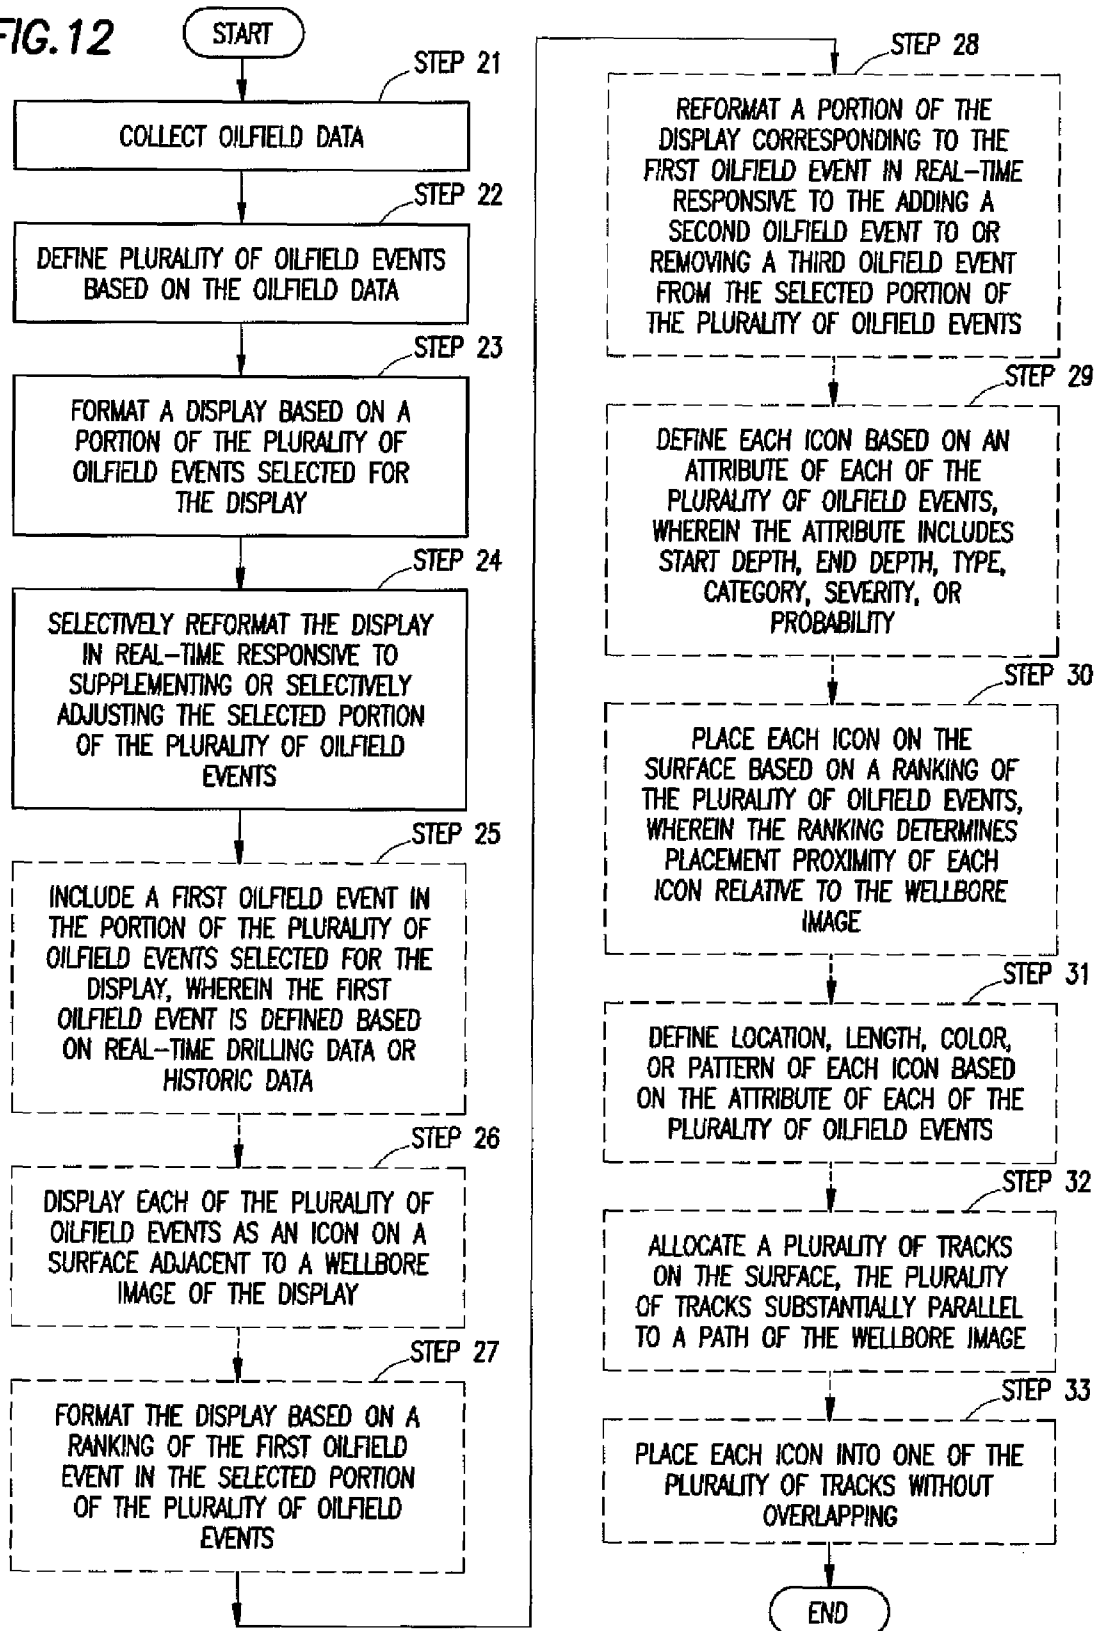 FIG. 12
START
STEP 21
COLLECT OILFIELD DATA
STEP 22
DEFINE PLURALITY OF OILFIELD EVENTS
BASED ON THE OILFIELD DATA
STEP 23
FORMAT A DISPLAY BASED ON A
PORTION OF THE PLURALITY OF
OILFIELD EVENTS SELECTED FOR
THE DISPLAY
STEP 24
SELECTIVELY REFORMAT THE DISPLAY
IN REAL-TIME RESPONSIVE TO
SUPPLEMENTING OR SELECTIVELY
ADJUSTING THE SELECTED PORTION
OF THE PLURALITY OF OILFIELD
EVENTS
STEP 25
INCLUDE A FIRST OILFIELD EVENT IN
THE PORTION OF THE PLURALITY OF
OILFIELD EVENTS SELECTED FOR THE
DISPLAY, WHEREIN THE FIRST
OILFIELD EVENT IS DEFINED BASED
ON REAL-TIME DRILLING DATA OR
HISTORIC DATA
STEP 26
DISPLAY EACH OF THE PLURALITY OF
OILFIELD EVENTS AS AN ICON ON A
SURFACE ADJACENT TO A WELLBORE
IMAGE OF THE DISPLAY
STEP 27
FORMAT THE DISPLAY BASED ON A
RANKING OF THE FIRST OILFIELD
EVENT IN THE SELECTED PORTION
OF THE PLURALITY OF OILFIELD
EVENTS
STEP 28
REFORMAT A PORTION OF THE
DISPLAY CORRESPONDING TO THE
FIRST OILFIELD EVENT IN REAL-TIME
RESPONSIVE TO THE ADDING A
SECOND OILFIELD EVENT TO OR
REMOVING A THIRD OILFIELD EVENT
FROM THE SELECTED PORTION OF
THE PLURALITY OF OILFIELD EVENTS
STEP 29
DEFINE EACH ICON BASED ON AN
ATTRIBUTE OF EACH OF THE
PLURALITY OF OILFIELD EVENTS,
WHEREIN THE ATTRIBUTE INCLUDES
START DEPTH, END DEPTH, TYPE,
CATEGORY, SEVERITY, OR
PROBABILITY
STEP 30
PLACE EACH ICON ON THE
SURFACE BASED ON A RANKING OF
THE PLURALITY OF OILFIELD EVENTS,
WHEREIN THE RANKING DETERMINES
PLACEMENT PROXIMITY OF EACH
ICON RELATIVE TO THE WELLBORE
IMAGE
STEP 31
DEFINE LOCATION, LENGTH, COLOR,
OR PATTERN OF EACH ICON BASED
ON THE ATTRIBUTE OF EACH OF THE
PLURALITY OF OILFIELD EVENTS
STEP 32
ALLOCATE A PLURALITY OF TRACKS
ON THE SURFACE, THE PLURALITY
OF TRACKS SUBSTANTIALLY PARALLEL
TO A PATH OF THE WELLBORE IMAGE
STEP 33
PLACE EACH ICON INTO ONE OF THE
PLURALITY OF TRACKS WITHOUT
OVERLAPPING
END